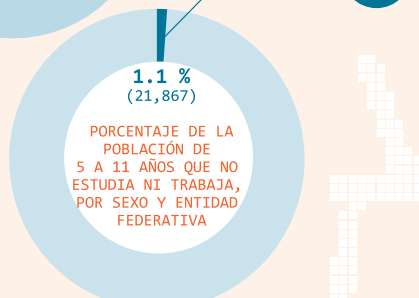 1.1 %
(21,867)
PORCENTAJE DE LA
POBLACIÓN DE
5 A 11 AÑOS QUE NO
ESTUDIA NI TRABAJA,
POR SEXO Y ENTIDAD
FEDERATIVA